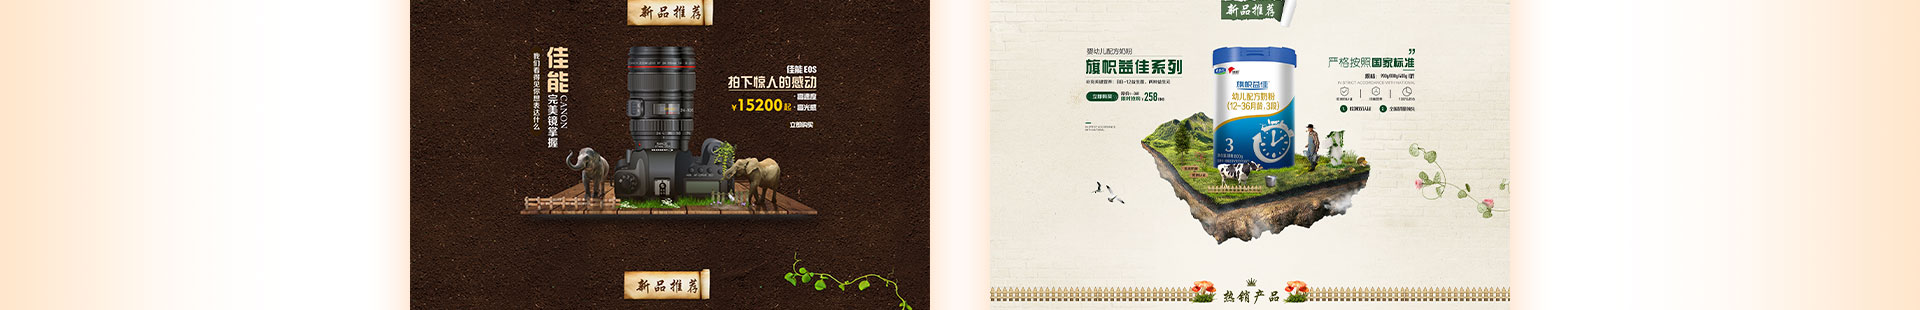 新品推荐
佳能
CANON
完美镜掌握
我们看得见你想表达什么
佳能 EOS
拍下惊人的感动
·高速度
¥15200起 ·高光感
立即购买
新品推荐
新品推荐
婴幼儿配方奶粉
旗帜益佳系列
立即购买
258
旗帜益佳
幼儿配方奶粉
(12-36月龄,3段)
3
严格按照国家标准
热销产品